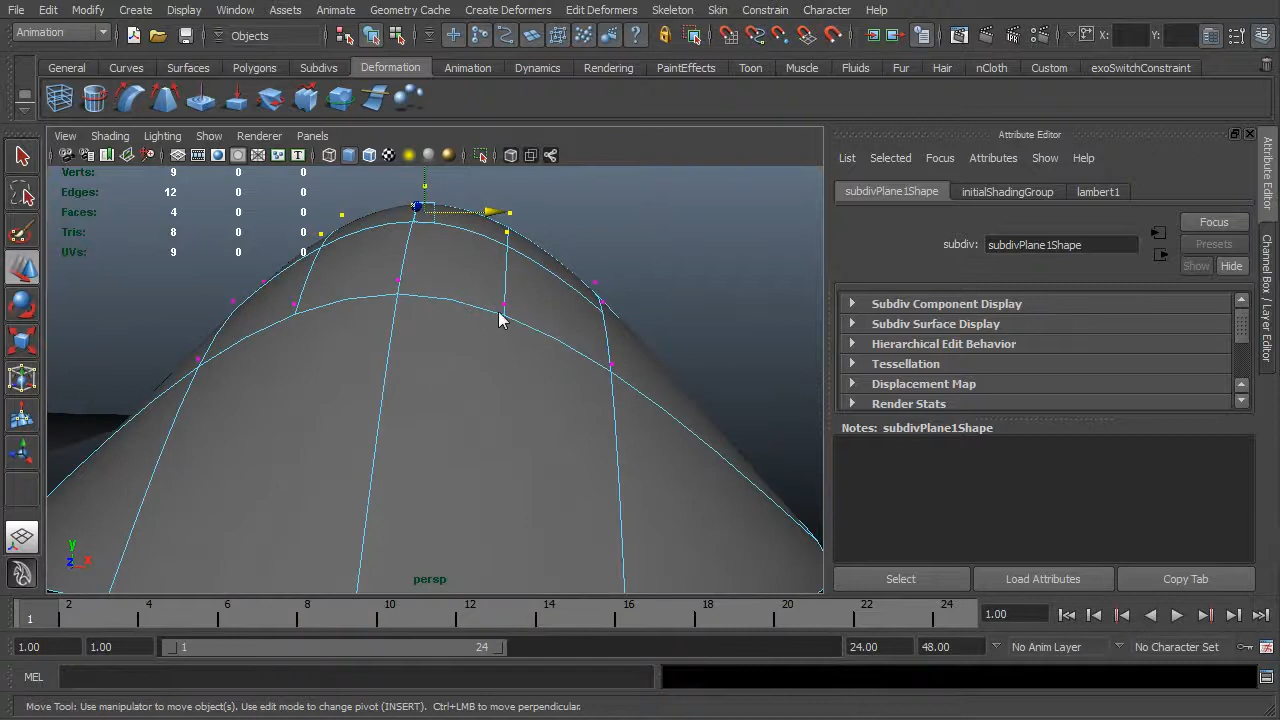 File Edit Modify Create Display Window Assets Animate Geometry Cache Create Deformers Edit Deformers Skeleton Skin Constrain Character Help
Animation Objects X: Y:
General Curves Surfaces Polygons Subdivs Deformation Animation Dynamics Rendering PaintEffects Toon Muscle Fluids Fur Hair nCloth Custom exoSwitchConstraint
View Shading Lighting Show Renderer Panels
Verts: 9 0 0
Edges: 12 0 0
Faces: 4 0 0
Tris: 8 0 0
UVs: 9 0 0
y
z x
persp
Attribute Editor
List Selected Focus Attributes Show Help
subdivPlane1Shape initialShadingGroup lambert1
Focus
subdiv: subdivPlane1Shape Presets
Show Hide
Subdiv Component Display
Subdiv Surface Display
Hierarchical Edit Behavior
Tessellation
Displacement Map
Render Stats
Notes: subdivPlane1Shape
Select Load Attributes Copy Tab
Attribute Editor
Channel Box / Layer Editor
1 2 4 6 8 10 12 14 16 18 20 22 24 1.00
1.00 1.00 1 24 24.00 48.00 No Anim Layer No Character Set
MEL
Move Tool: Use manipulator to move object(s). Use edit mode to change pivot (INSERT). Ctrl+LMB to move perpendicular.